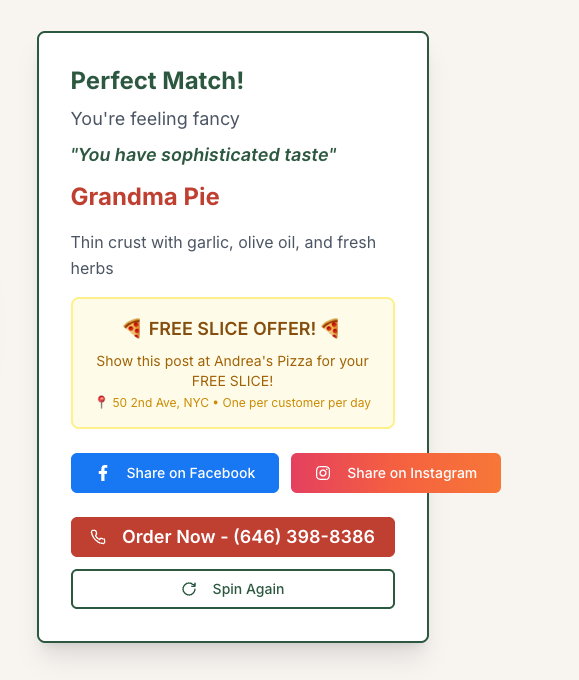 Perfect Match!
You're feeling fancy
"You have sophisticated taste"
Grandma Pie
Thin crust with garlic, olive oil, and fresh
herbs
🍕 FREE SLICE OFFER! 🍕
Show this post at Andrea's Pizza for your
FREE SLICE!
📍 50 2nd Ave, NYC • One per customer per day
Share on Facebook
Share on Instagram
Order Now - (646) 398-8386
Spin Again